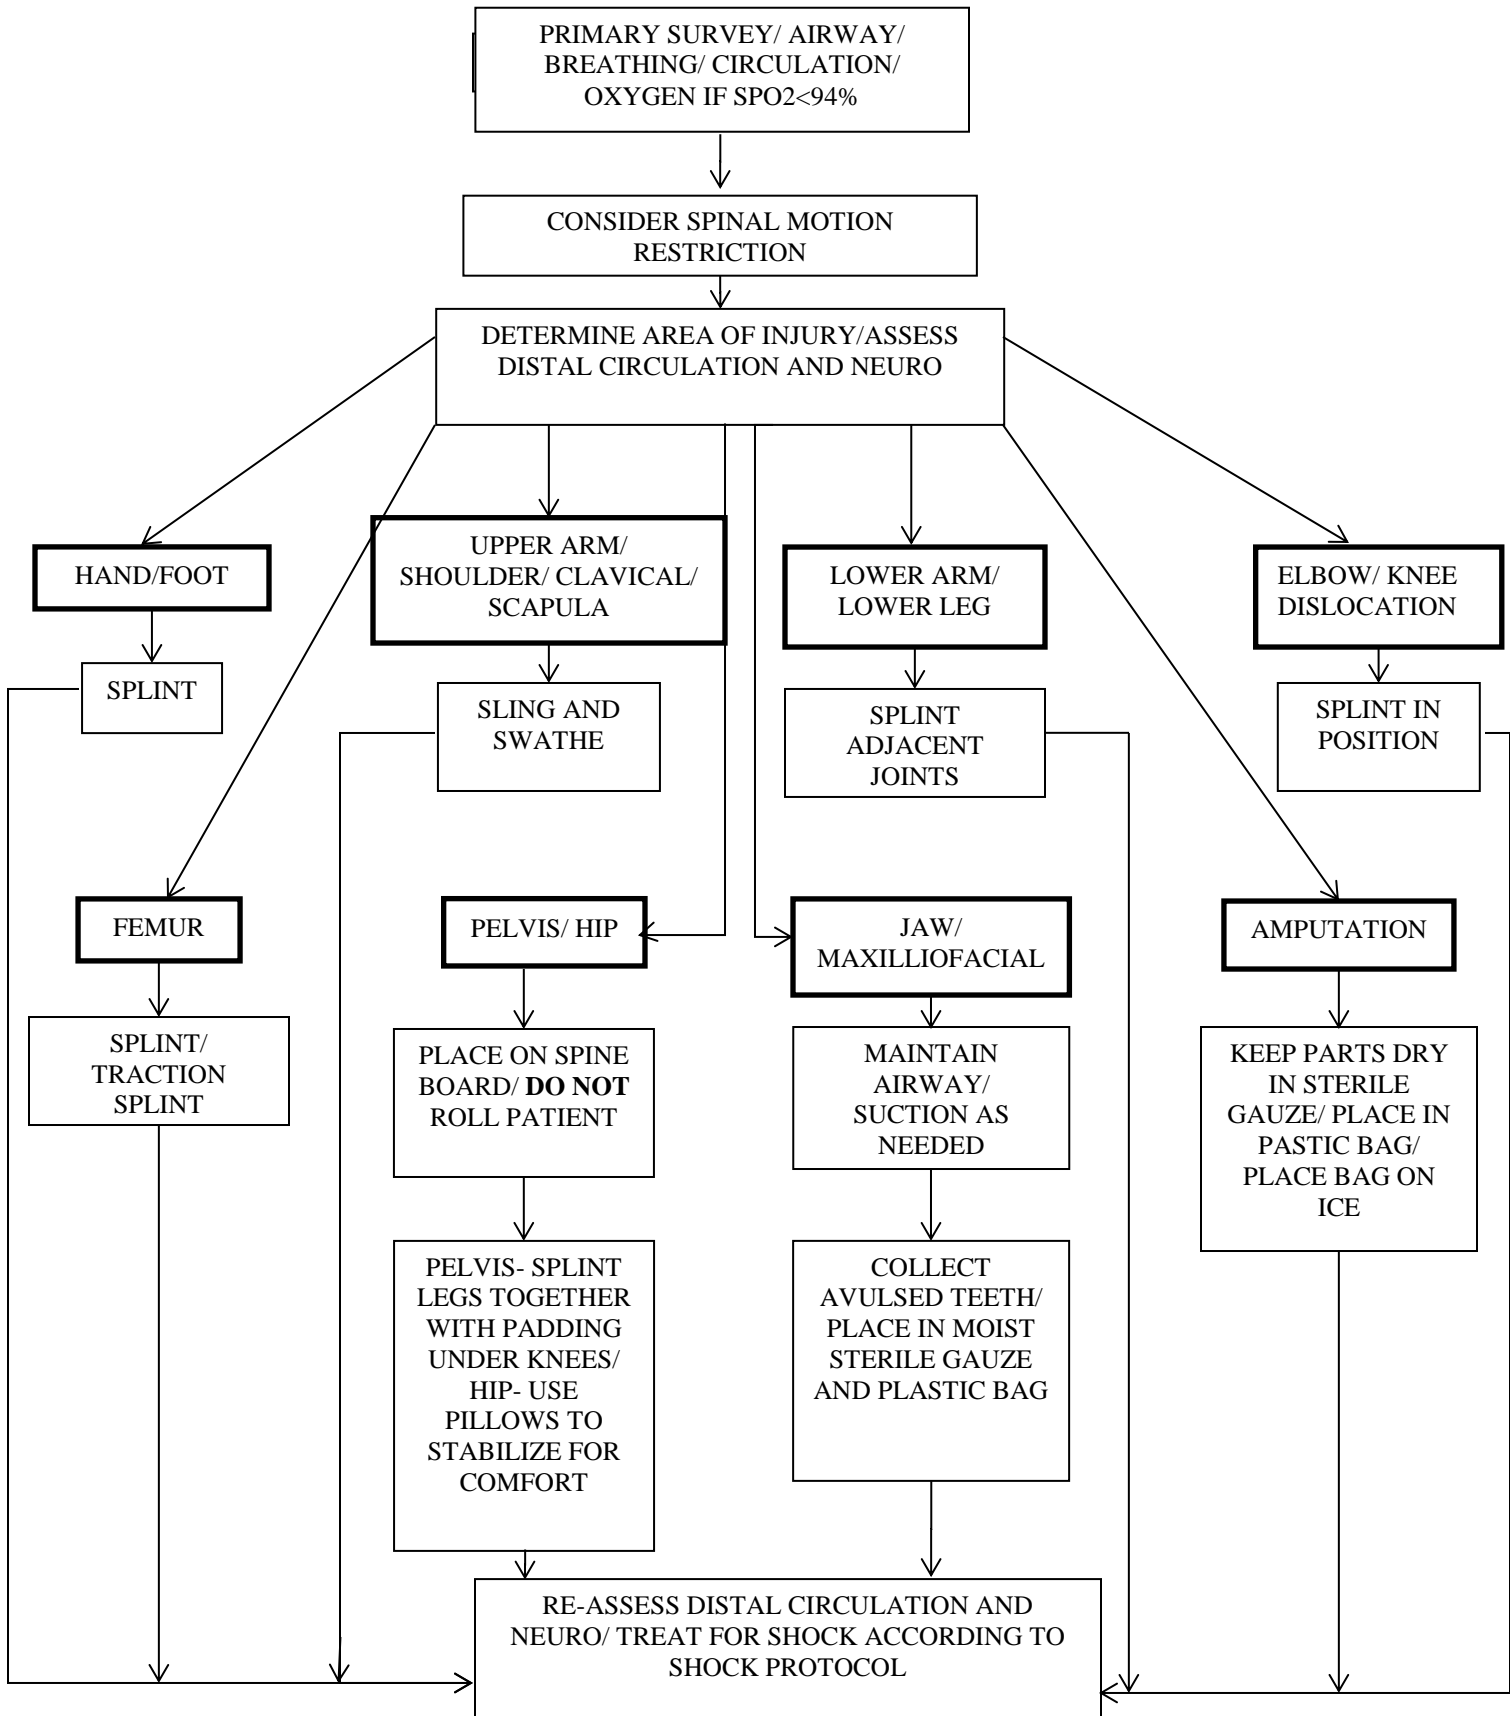 PRIMARY SURVEY/ AIRWAY/
BREATHING/ CIRCULATION/
OXYGEN IF SPO2<94%
CONSIDER SPINAL MOTION
RESTRICTION
DETERMINE AREA OF INJURY/ASSESS
DISTAL CIRCULATION AND NEURO
HAND/FOOT
SPLINT
UPPER ARM/
SHOULDER/ CLAVICAL/
SCAPULA
SLING AND
SWATHE
LOWER ARM/
LOWER LEG
SPLINT
ADJACENT
JOINTS
ELBOW/ KNEE
DISLOCATION
SPLINT IN
POSITION
FEMUR
SPLINT/
TRACTION
SPLINT
PELVIS/ HIP
PLACE ON SPINE
BOARD/ DO NOT
ROLL PATIENT
PELVIS- SPLINT
LEGS TOGETHER
WITH PADDING
UNDER KNEES/
HIP- USE
PILLOWS TO
STABILIZE FOR
COMFORT
JAW/
MAXILLIOFACIAL
MAINTAIN
AIRWAY/
SUCTION AS
NEEDED
COLLECT
AVULSED TEETH/
PLACE IN MOIST
STERILE GAUZE
AND PLASTIC BAG
AMPUTATION
KEEP PARTS DRY
IN STERILE
GAUZE/ PLACE IN
PASTIC BAG/
PLACE BAG ON
ICE
RE-ASSESS DISTAL CIRCULATION AND
NEURO/ TREAT FOR SHOCK ACCORDING TO
SHOCK PROTOCOL